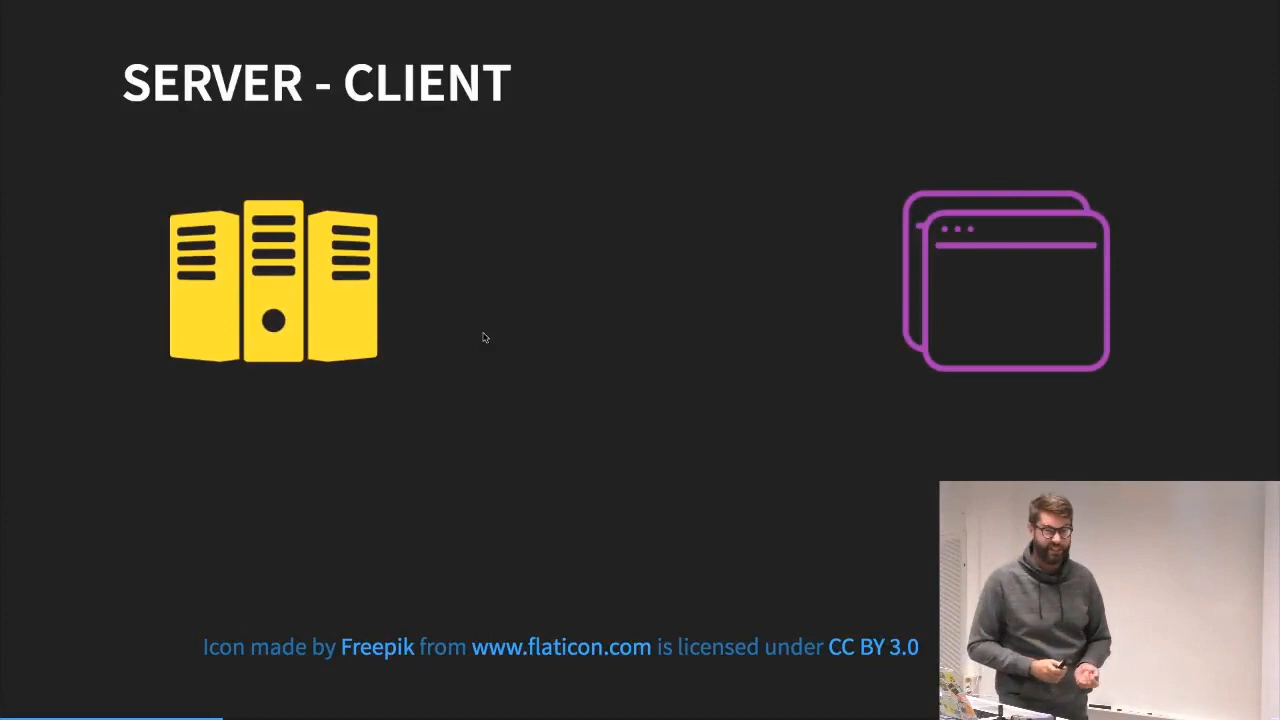 SERVER - CLIENT
Icon made by Freepik from www.flaticon.com is licensed under CC BY 3.0